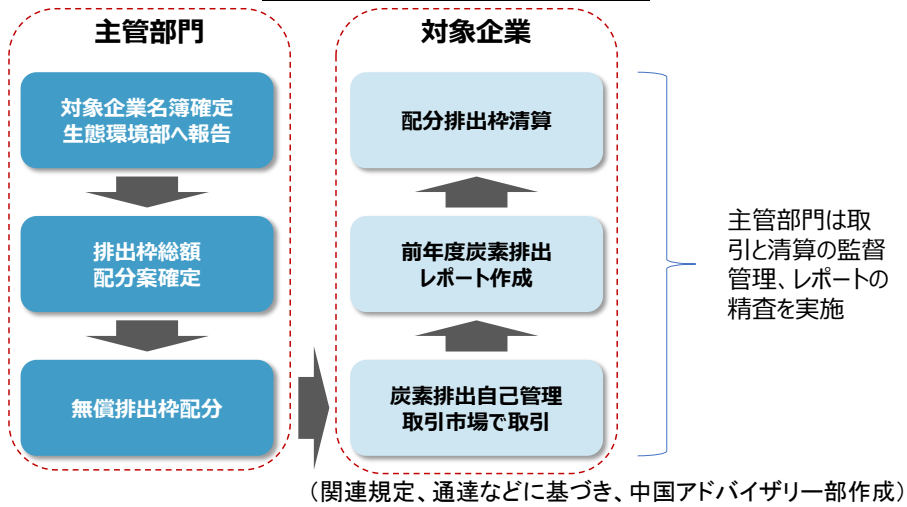 主管部門
対象企業名簿確定
生態環境部へ報告
排出枠総額
配分案確定
無償排出枠配分
対象企業
配分排出枠清算
前年度炭素排出
レポート作成
炭素排出自己管理
取引市場で取引
主管部門は取
引と清算の監督
管理、レポートの
精査を実施
(関連規定、通達などに基づき、中国アドバイザリー部作成)